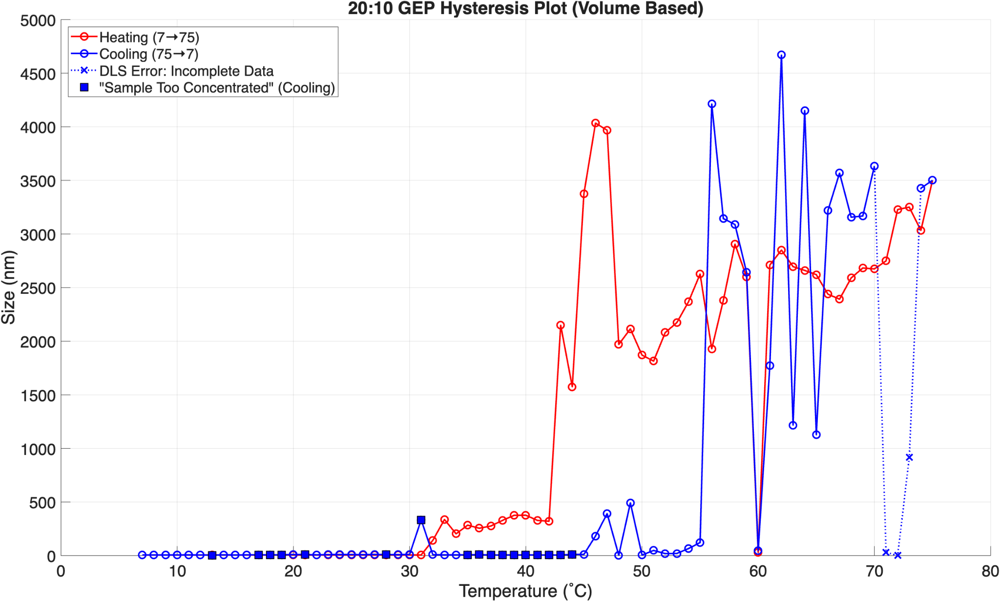 20:10 GEP Hysteresis Plot (Volume Based)
5000
4500
4000
3500
3000
2500
2000
1500
1000
500
0
Size (nm)
Heating (7→75)
Cooling (75→7)
DLS Error: Incomplete Data
"Sample Too Concentrated" (Cooling)
0 10 20 30 40 50 60 70 80
Temperature (˚C)